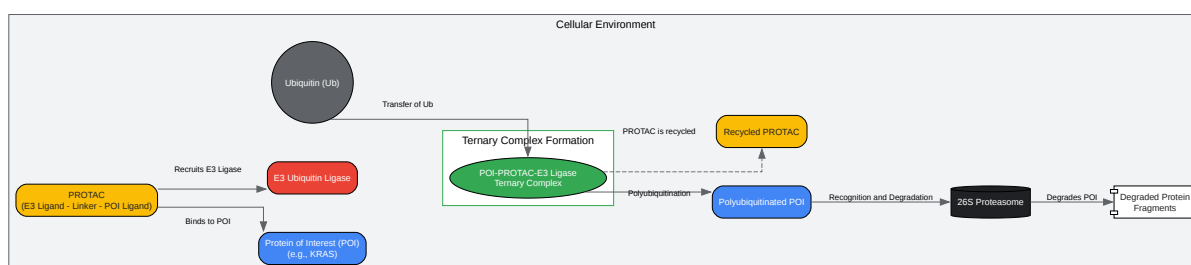 Cellular Environment
Ubiquitin (Ub)
Transfer of Ub
Ternary Complex Formation
PROTAC is recycled
Recycled PROTAC
Recruits E3 Ligase
E3 Ubiquitin Ligase
POI-PROTAC-E3 Ligase
Ternary Complex
PROTAC
(E3 Ligand - Linker - POI Ligand)
Polyubiquitination
Polyubiquitinated POI
Recognition and Degradation
26S Proteasome
Degrades POI
Degraded Protein
Fragments
Binds to POI
Protein of Interest (POI)
(e.g., KRAS)